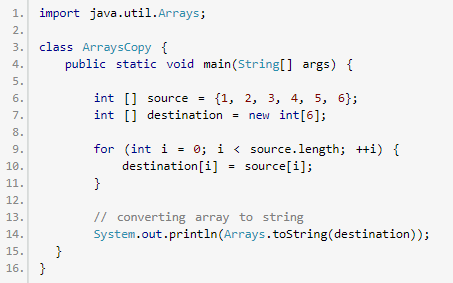 1. import java.util.Arrays;
2.
3. class ArraysCopy {
4.     public static void main(String[] args) {
5.
6.         int [] source = {1, 2, 3, 4, 5, 6};
7.         int [] destination = new int[6];
8.
9.         for (int i = 0; i < source.length; ++i) {
10.             destination[i] = source[i];
11.         }
12.
13.         // converting array to string
14.         System.out.println(Arrays.toString(destination));
15.    }
16. }